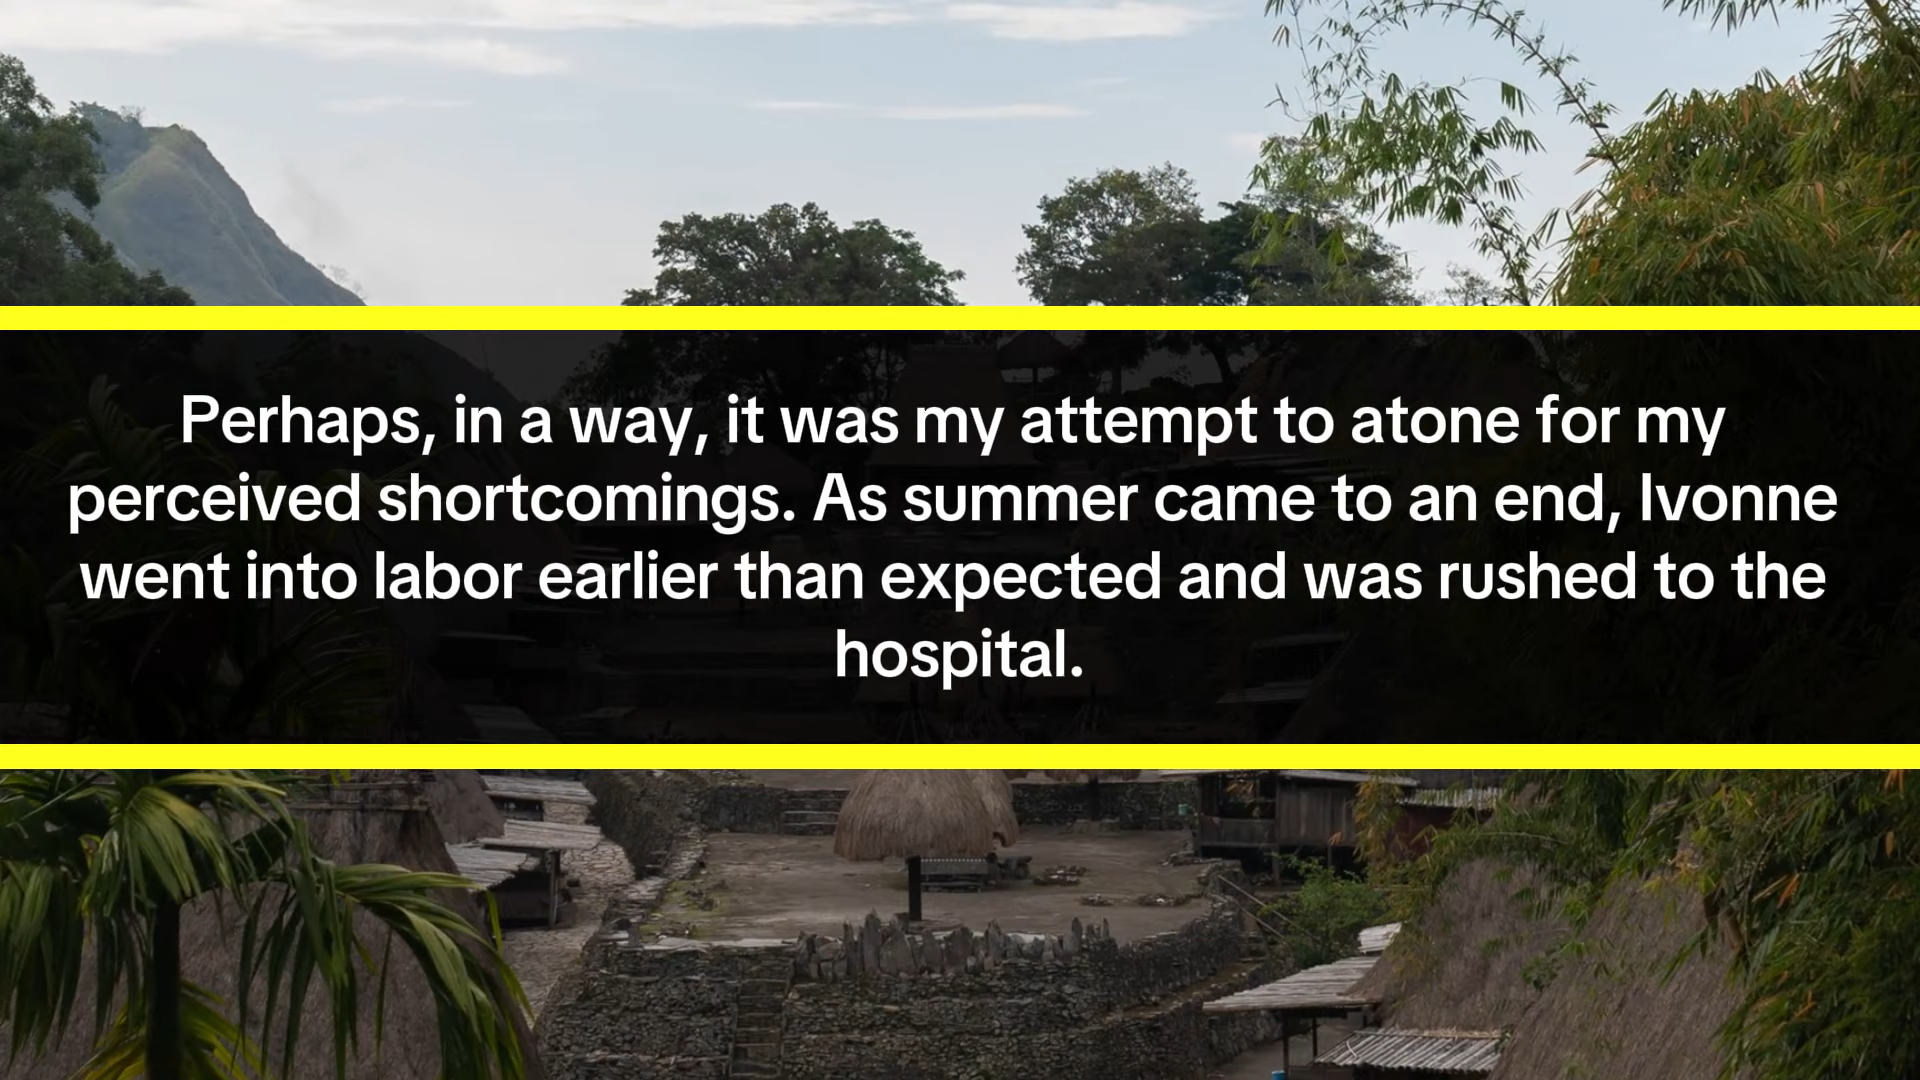 Perhaps, in a way, it was my attempt to atone for my
perceived shortcomings. As summer came to an end, Ivonne
went into labor earlier than expected and was rushed to the
hospital.